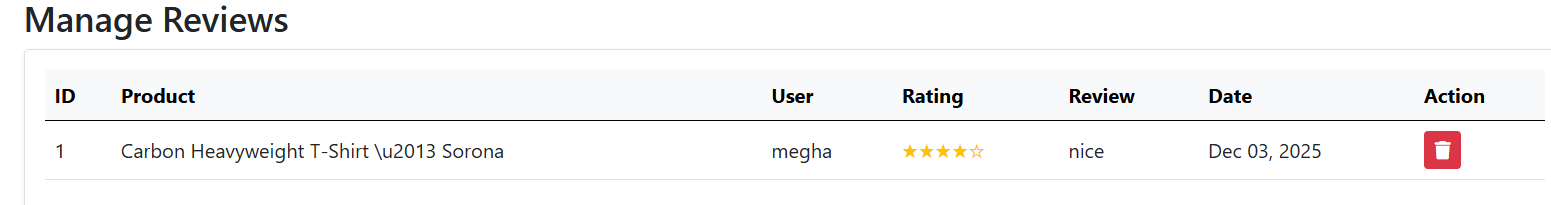 Manage Reviews
ID Product User Rating Review Date Action
1 Carbon Heavyweight T-Shirt \u2013 Sorona megha ★★★★☆ nice Dec 03, 2025